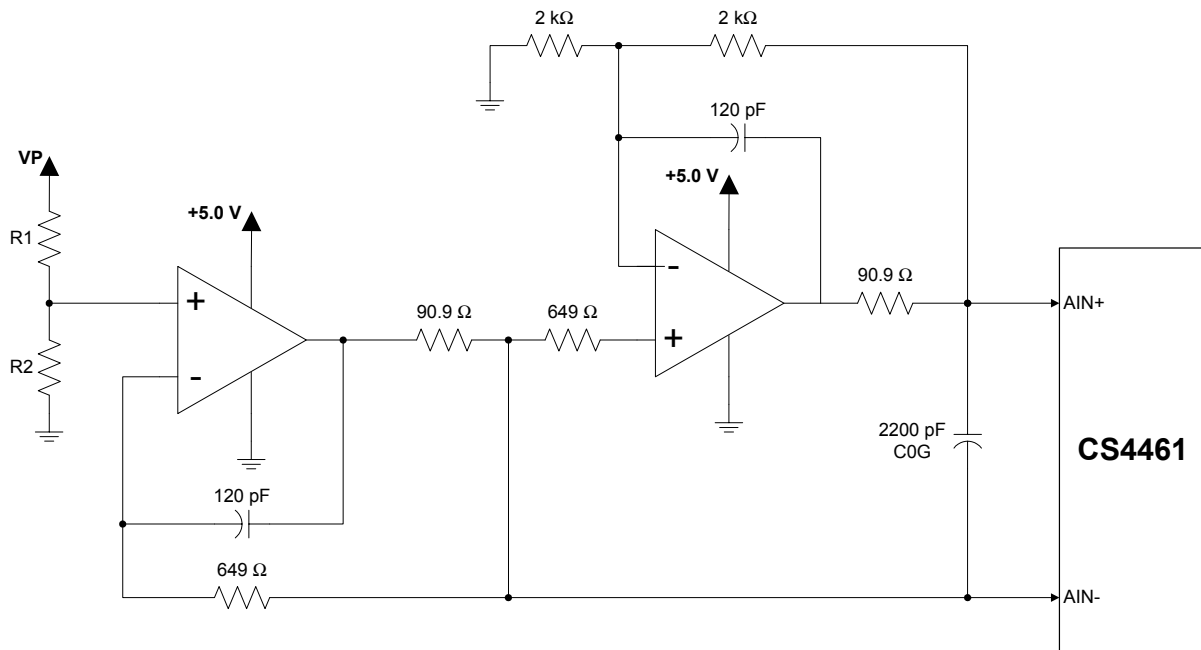 2 kΩ
2 kΩ
120 pF
VP
+5.0 V
+5.0 V
R1
-
90.9 Ω
AIN+
+
90.9 Ω
649 Ω
+
R2
-
2200 pF
C0G
CS4461
120 pF
649 Ω
AIN-